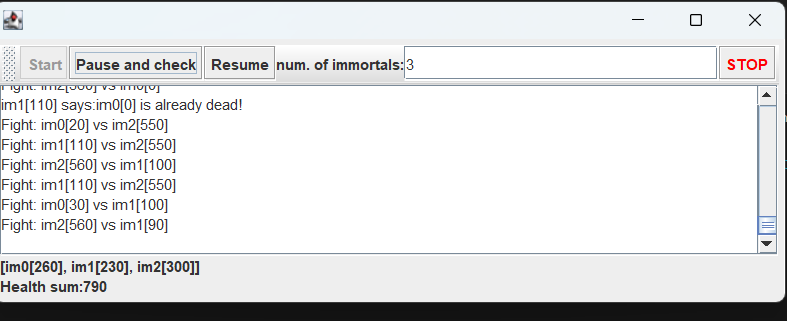 Start Pause and check Resume num. of immortals: 3 STOP
Fight: im2[580] vs im0[0]
im1[110] says:im0[0] is already dead!
Fight: im0[20] vs im2[550]
Fight: im1[110] vs im2[550]
Fight: im2[560] vs im1[100]
Fight: im1[110] vs im2[550]
Fight: im0[30] vs im1[100]
Fight: im2[560] vs im1[90]
[im0[260], im1[230], im2[300]]
Health sum:790